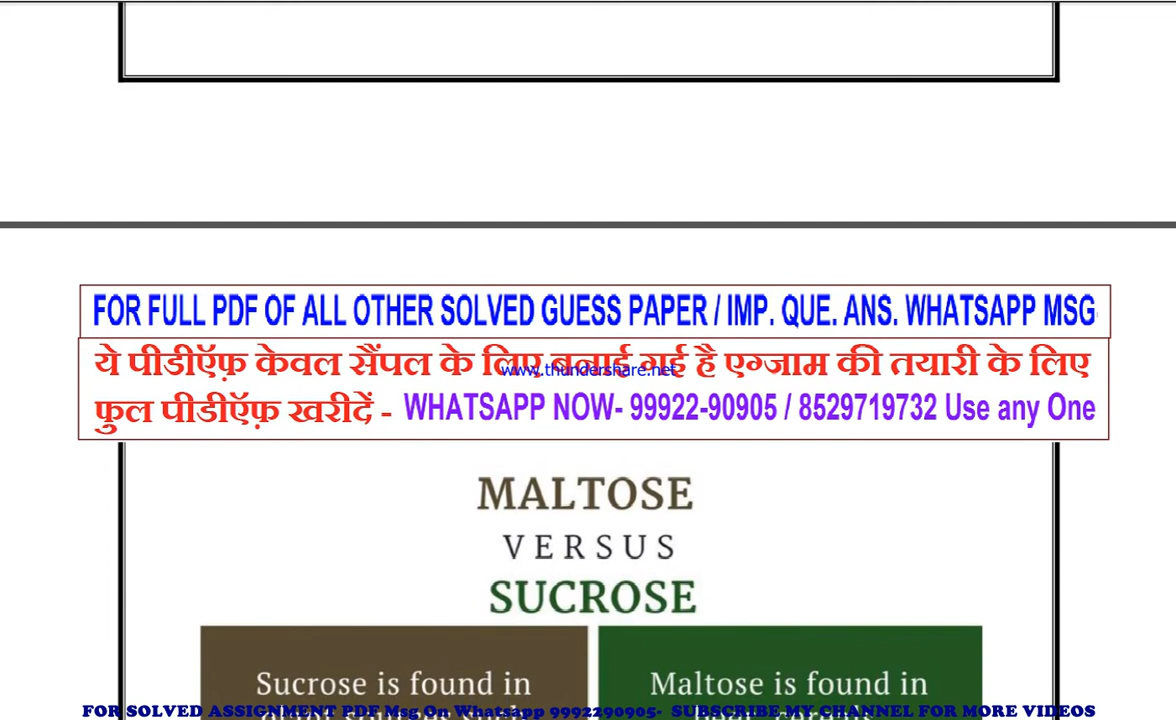 FOR FULL PDF OF ALL OTHER SOLVED GUESS PAPER / IMP. QUE. ANS. WHATSAPP MSG
ये पीडीऍफ़ केवल सैंपल के लिए बनाई गई है एग्जाम की तयारी के लिए
www.thundershare.net
फुल पीडीऍफ़ खरीदें - WHATSAPP NOW- 99922-90905 / 8529719732 Use any One
MALTOSE
VERSUS
SUCROSE
Sucrose is found in
Maltose is found in
FOR SOLVED ASSIGNMENT PDF Msg On Whatsapp 9992290905- SUBSCRIBE MY CHANNEL FOR MORE VIDEOS